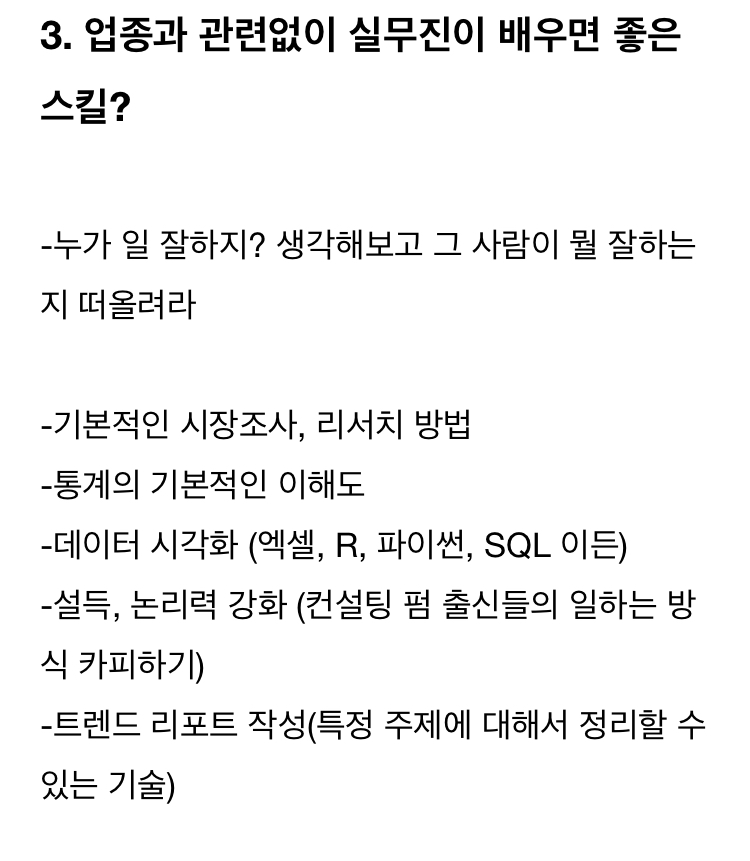 3. 업종과 관련없이 실무진이 배우면 좋은
스킬?
-누가 일 잘하지? 생각해보고 그 사람이 뭘 잘하는
지 떠올려라
-기본적인 시장조사, 리서치 방법
-통계의 기본적인 이해도
-데이터 시각화 (엑셀, R, 파이썬, SQL 이든)
-설득, 논리력 강화 (컨설팅 펌 출신들의 일하는 방
식 카피하기)
-트렌드 리포트 작성(특정 주제에 대해서 정리할 수
있는 기술)